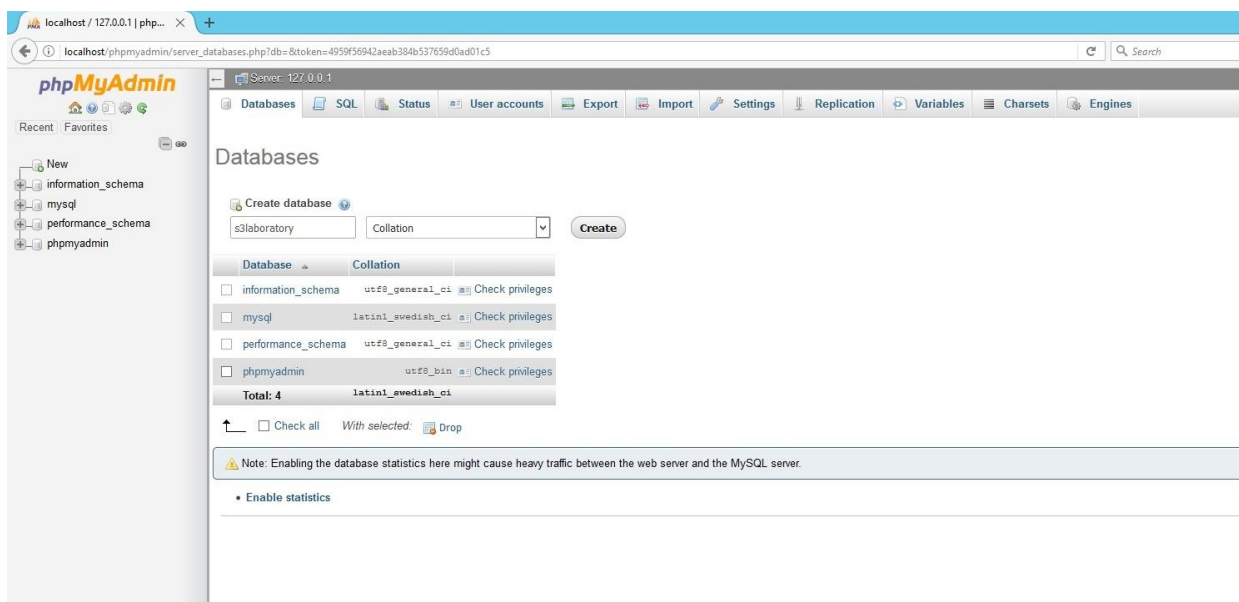 localhost / 127.0.0.1 | php...
localhost/phpmyadmin/server_databases.php?db=&token=4959f56942aeab384b537659d0ad01c5
Search
phpMyAdmin
Recent Favorites
New
information_schema
mysql
performance_schema
phpmyadmin
Server: 127.0.0.1
Databases SQL Status User accounts Export Import Settings Replication Variables Charsets Engines
Databases
Create database
s3laboratory Collation Create
Database Collation
information_schema utf8_general_ci Check privileges
mysql latin1_swedish_ci Check privileges
performance_schema utf8_general_ci Check privileges
phpmyadmin utf8_bin Check privileges
Total: 4 latin1_swedish_ci
Check all With selected: Drop
Note: Enabling the database statistics here might cause heavy traffic between the web server and the MySQL server.
• Enable statistics